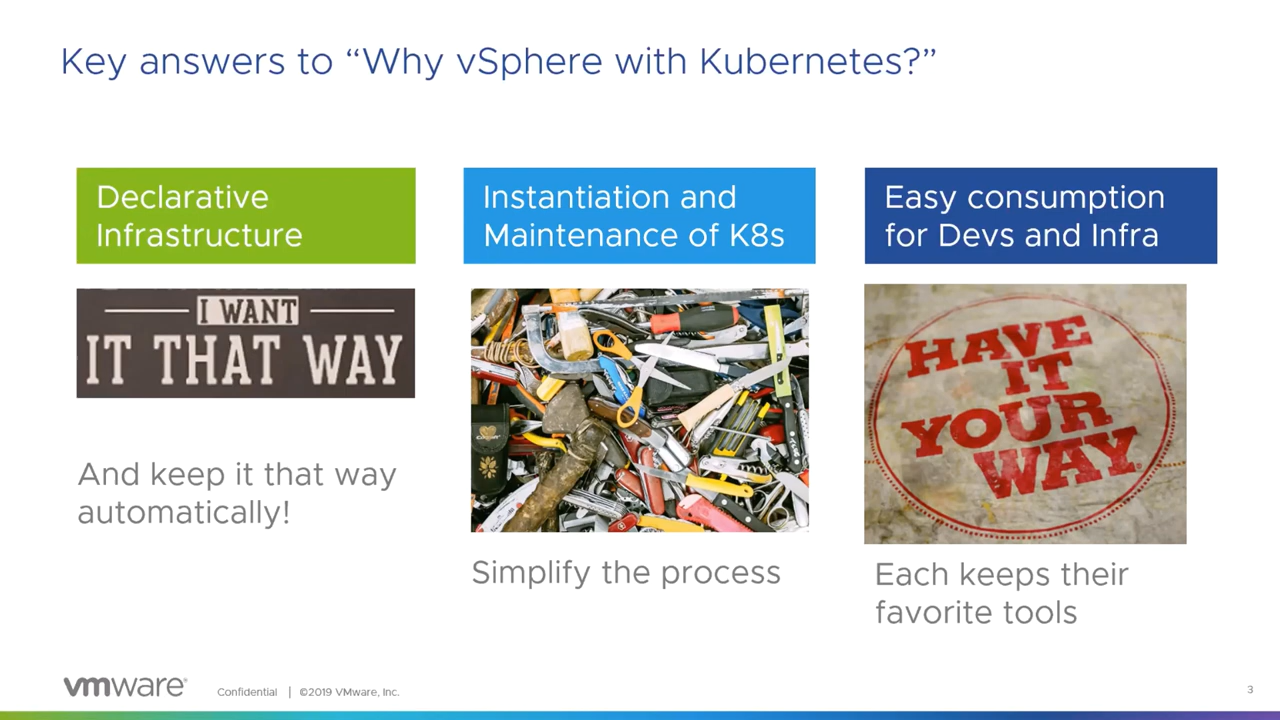 Key answers to “Why vSphere with Kubernetes?”
Declarative
Infrastructure
I WANT
IT THAT WAY
And keep it that way
automatically!
Instantiation and
Maintenance of K8s
Simplify the process
Easy consumption
for Devs and Infra
HAVE
IT
YOUR
WAY
Each keeps their
favorite tools
vmware®
Confidential | ©2019 VMware, Inc.
3